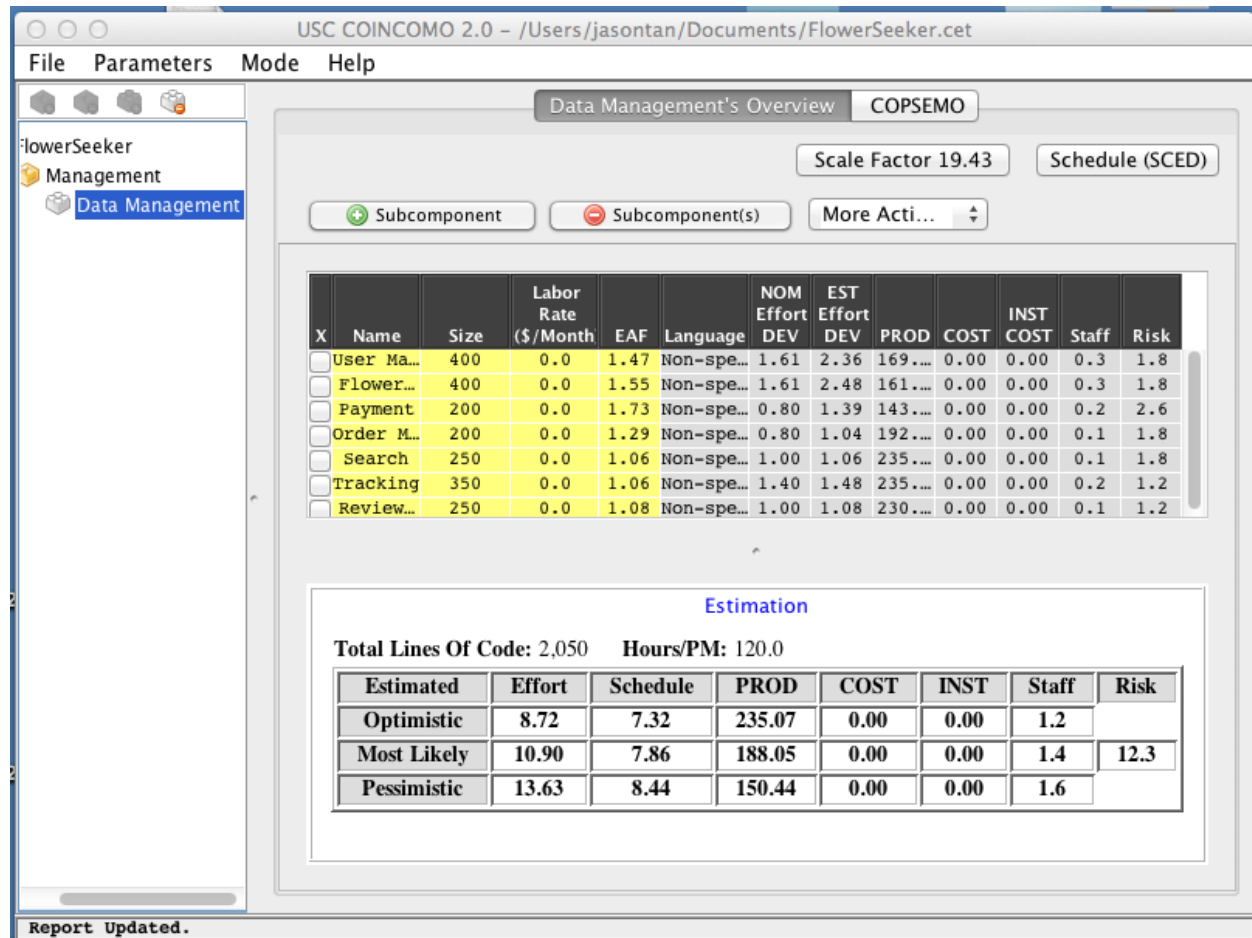 USC COINCOMO 2.0 – /Users/jasontan/Documents/FlowerSeeker.cet
File Parameters Mode Help
Data Management's Overview COPSEMO
lowerSeeker
Management
Data Management
Scale Factor 19.43 Schedule (SCED)
Subcomponent Subcomponent(s) More Acti...
X Name Size Labor Rate ($/Month EAF Language NOM Effort DEV EST Effort DEV PROD COST INST COST Staff Risk
User Ma... 400 0.0 1.47 Non-spe... 1.61 2.36 169.... 0.00 0.00 0.3 1.8
Flower... 400 0.0 1.55 Non-spe... 1.61 2.48 161.... 0.00 0.00 0.3 1.8
Payment 200 0.0 1.73 Non-spe... 0.80 1.39 143.... 0.00 0.00 0.2 2.6
Order M... 200 0.0 1.29 Non-spe... 0.80 1.04 192.... 0.00 0.00 0.1 1.8
Search 250 0.0 1.06 Non-spe... 1.00 1.06 235.... 0.00 0.00 0.1 1.8
Tracking 350 0.0 1.06 Non-spe... 1.40 1.48 235.... 0.00 0.00 0.2 1.2
Review... 250 0.0 1.08 Non-spe... 1.00 1.08 230.... 0.00 0.00 0.1 1.2
Estimation
Total Lines Of Code: 2,050 Hours/PM: 120.0
Estimated Effort Schedule PROD COST INST Staff Risk
Optimistic 8.72 7.32 235.07 0.00 0.00 1.2
Most Likely 10.90 7.86 188.05 0.00 0.00 1.4 12.3
Pessimistic 13.63 8.44 150.44 0.00 0.00 1.6
Report Updated.